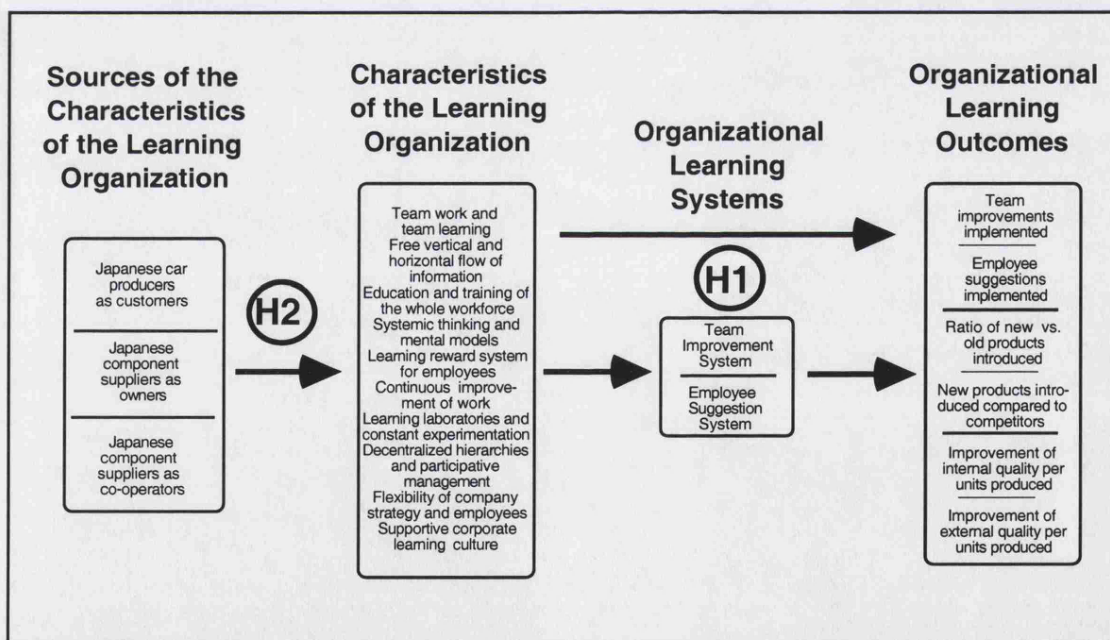 Sources of the
Characteristics
of the Learning
Organization
Japanese car
producers
as customers
Japanese
component
suppliers as
owners
Japanese
component
suppliers as
co-operators
H2
Characteristics
of the Learning
Organization
Team work and
team learning
Free vertical and
horizontal flow of
information
Education and training of
the whole workforce
Systemic thinking and
mental models
Learning reward system
for employees
Continuous improve-
ment of work
Learning laboratories and
constant experimentation
Decentralized hierarchies
and participative
management
Flexibility of company
strategy and employees
Supportive corporate
learning culture
Organizational
Learning
Systems
H1
Team
Improvement
System
Employee
Suggestion
System
Organizational
Learning
Outcomes
Team
improvements
implemented
Employee
suggestions
implemented
Ratio of new vs.
old products
introduced
New products intro-
duced compared to
competitors
Improvement of
internal quality per
units produced
Improvement of
external quality per
units produced